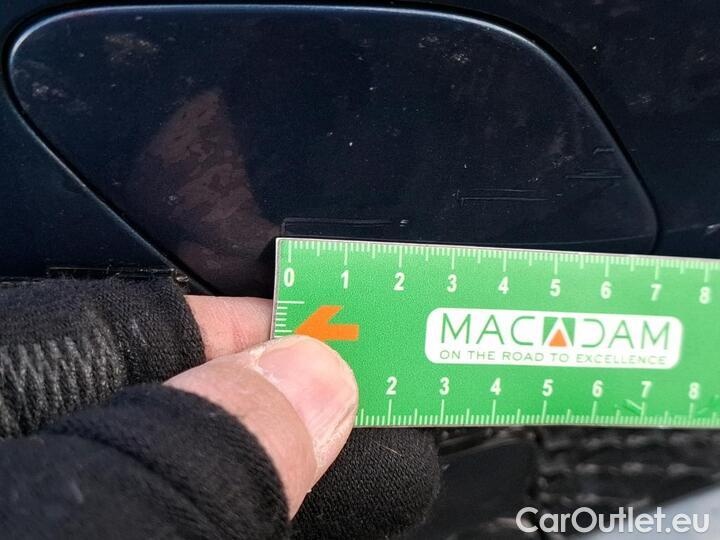 0 1 2 3 4 5 6 7 8
MACADAM
ON THE ROAD TO EXCELLENCE
2 3 4 5 6 7 8
CarOutlet.eu